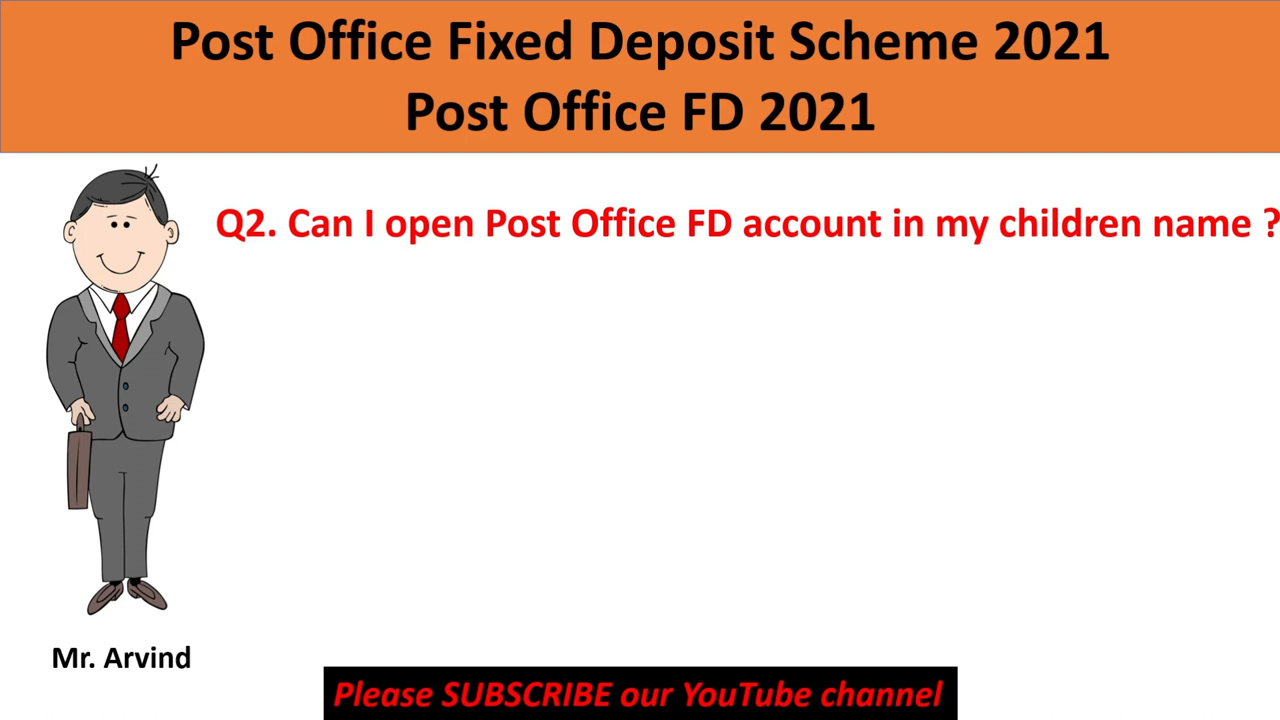 Post Office Fixed Deposit Scheme 2021
Post Office FD 2021
Q2. Can I open Post Office FD account in my children name ?
Mr. Arvind
Please SUBSCRIBE our YouTube channel